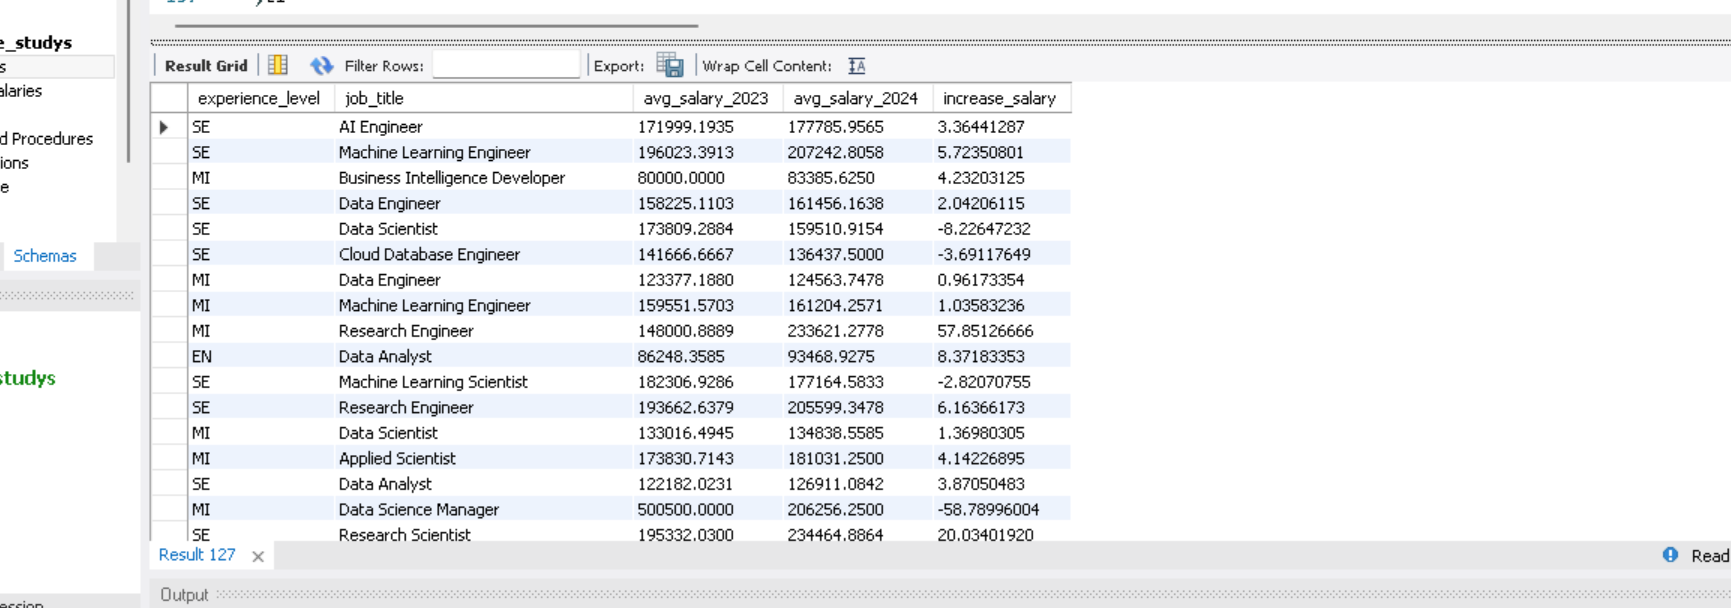 e_studys
s
alaries
d Procedures
ions
e
Schemas
studys
ession
Result Grid Filter Rows: Export: Wrap Cell Content: IA
experience_level job_title avg_salary_2023 avg_salary_2024 increase_salary
SE AI Engineer 171999.1935 177785.9565 3.36441287
SE Machine Learning Engineer 196023.3913 207242.8058 5.72350801
MI Business Intelligence Developer 80000.0000 83385.6250 4.23203125
SE Data Engineer 158225.1103 161456.1638 2.04206115
SE Data Scientist 173809.2884 159510.9154 -8.22647232
SE Cloud Database Engineer 141666.6667 136437.5000 -3.69117649
MI Data Engineer 123377.1880 124563.7478 0.96173354
MI Machine Learning Engineer 159551.5703 161204.2571 1.03583236
MI Research Engineer 148000.8889 233621.2778 57.85126666
EN Data Analyst 86248.3585 93468.9275 8.37183353
SE Machine Learning Scientist 182306.9286 177164.5833 -2.82070755
SE Research Engineer 193662.6379 205599.3478 6.16366173
MI Data Scientist 133016.4945 134838.5585 1.36980305
MI Applied Scientist 173830.7143 181031.2500 4.14226895
SE Data Analyst 122182.0231 126911.0842 3.87050483
MI Data Science Manager 500500.0000 206256.2500 -58.78996004
SE Research Scientist 195332.0300 234464.8864 20.03401920
Result 127
Read
Output